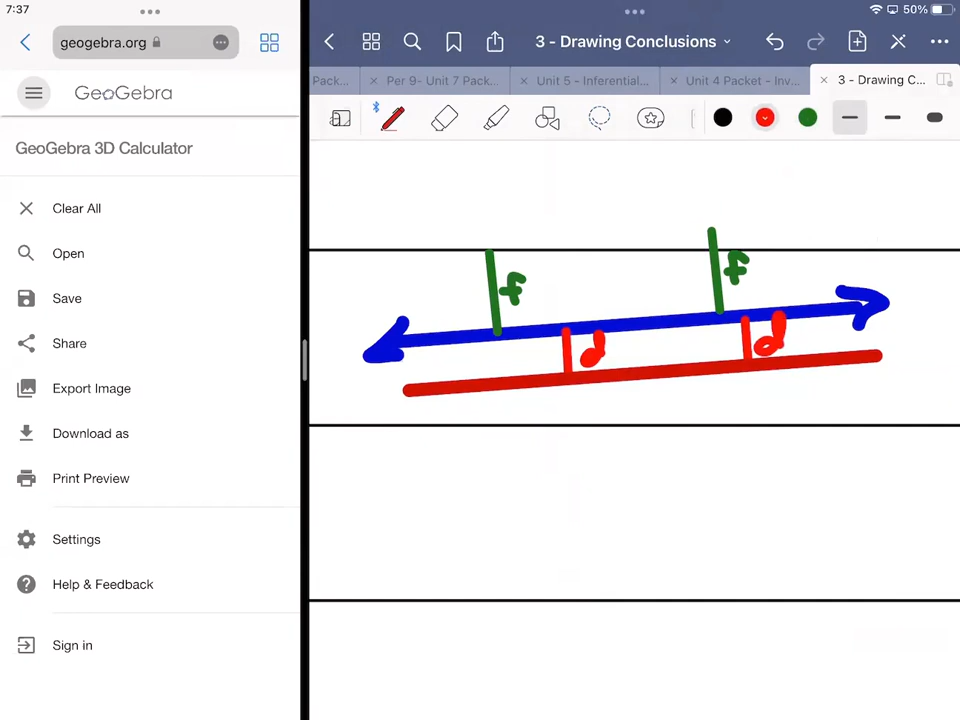 7:37
50%
geogebra.org
3 - Drawing Conclusions
GeoGebra
Pack...
Per 9- Unit 7 Pack...
Unit 5 - Inferential...
Unit 4 Packet - Inv...
3 - Drawing C...
GeoGebra 3D Calculator
Clear All
Open
Save
Share
Export Image
Download as
Print Preview
Settings
Help & Feedback
Sign in
f
f
d
d